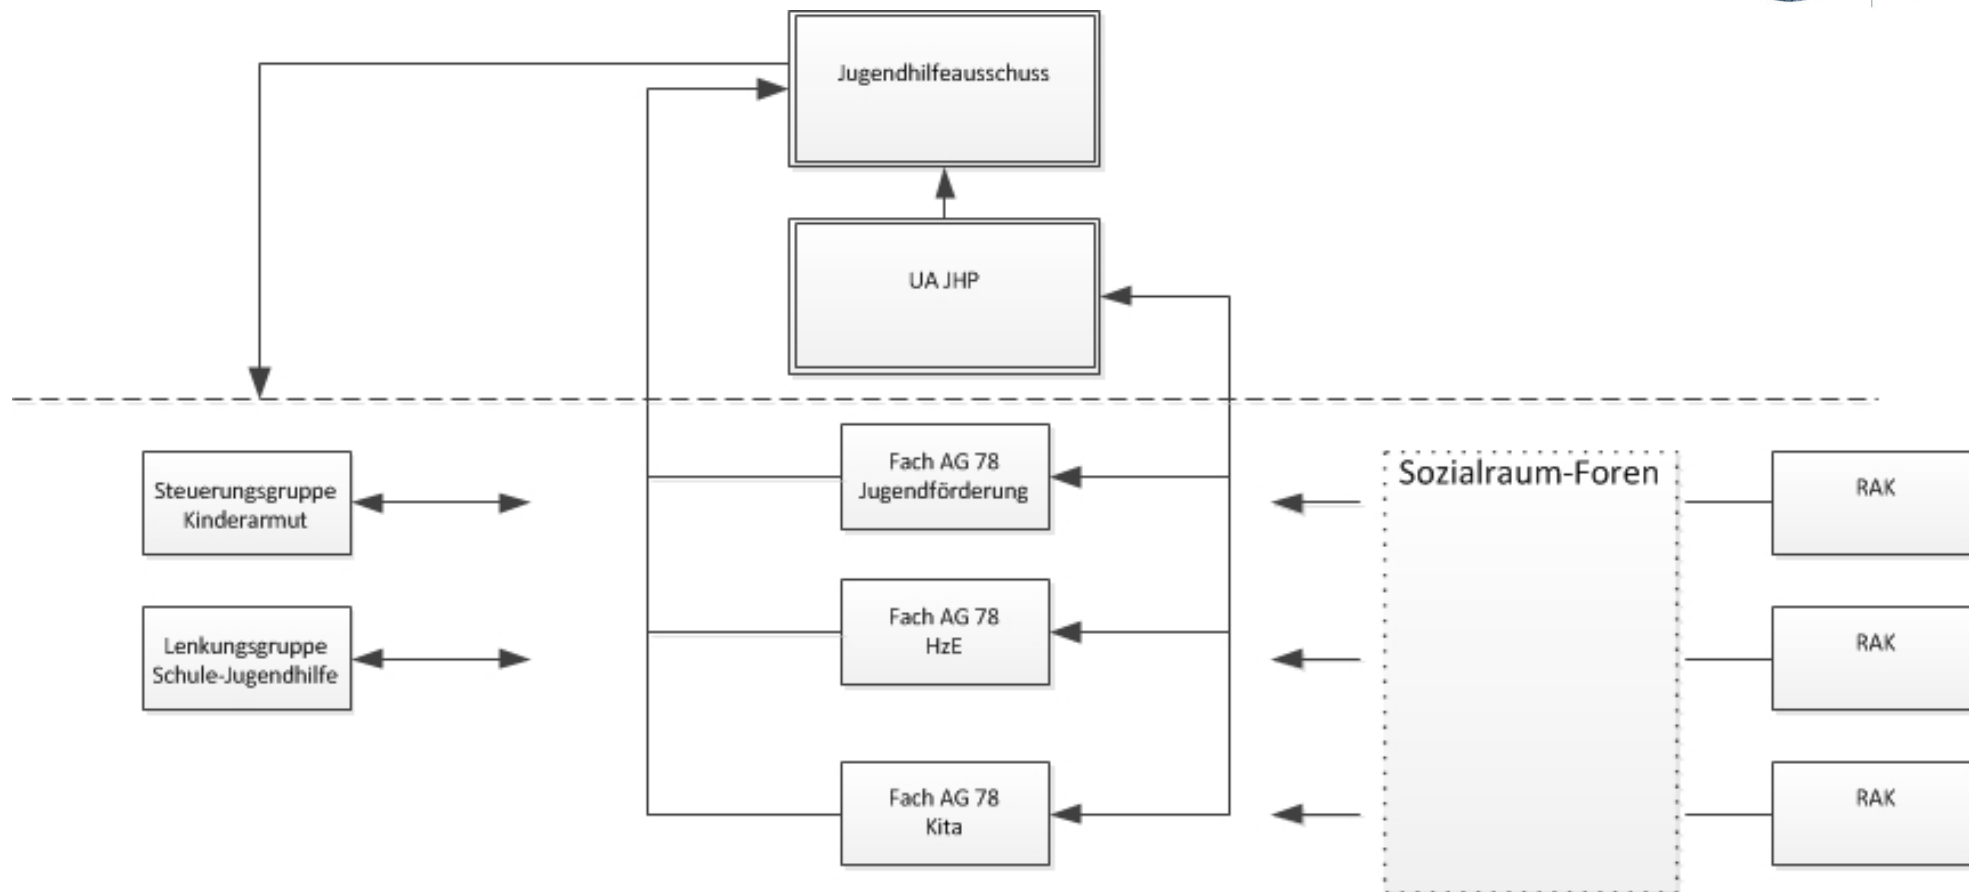 Jugendhilfeausschuss
UA JHP
Fach AG 78
Jugendförderung
Sozialraum-Foren
RAK
Steuerungsgruppe
Kinderarmut
Fach AG 78
HzE
RAK
Lenkungsgruppe
Schule-Jugendhilfe
Fach AG 78
Kita
RAK